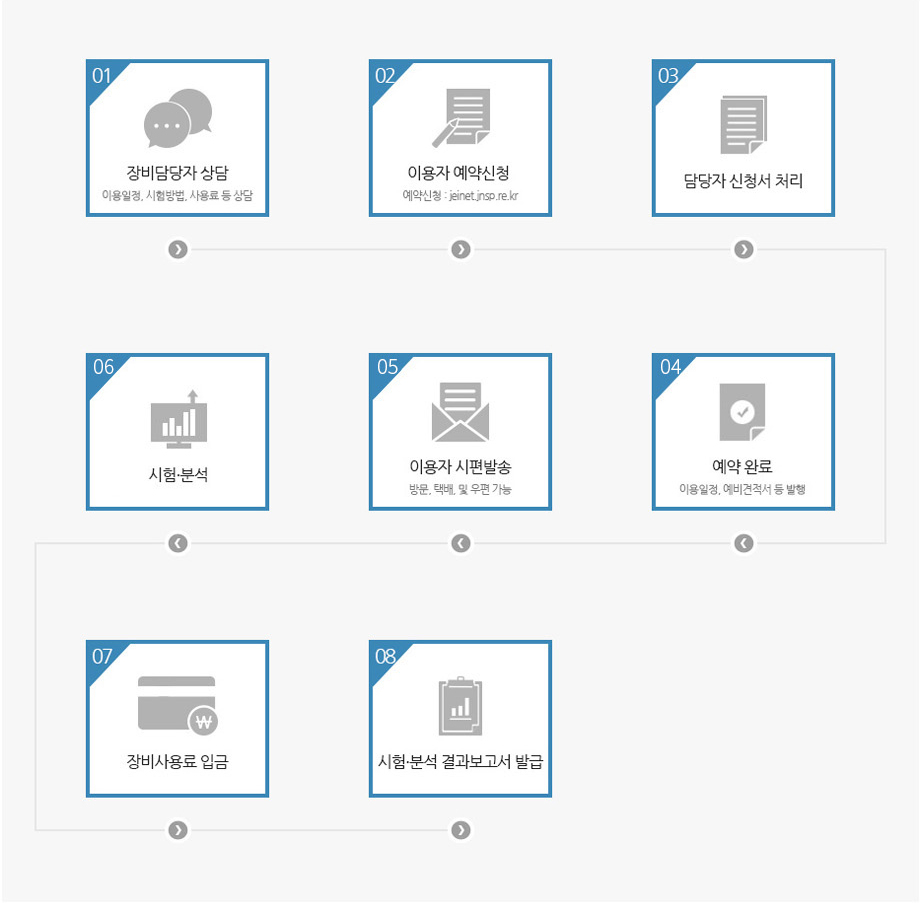 01
장비담당자 상담
이용일정, 시험방법, 사용료 등 상담
02
이용자 예약신청
예약신청 : jeinet.jnsp.re.kr
03
담당자 신청서 처리
04
예약 완료
이용일정, 예비견적서 등 발행
05
이용자 시편발송
방문, 택배, 및 우편 가능
06
시험·분석
07
₩
장비사용료 입금
08
시험·분석 결과보고서 발급